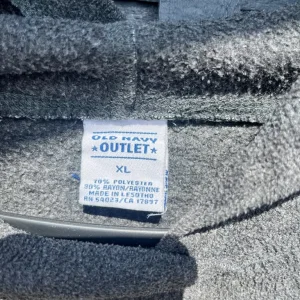 OLD NAVY
★OUTLET★
XL
70% POLYESTER
30% RAYON/RAYONNE
MADE IN LESOTHO
RN 54023/CA 17897